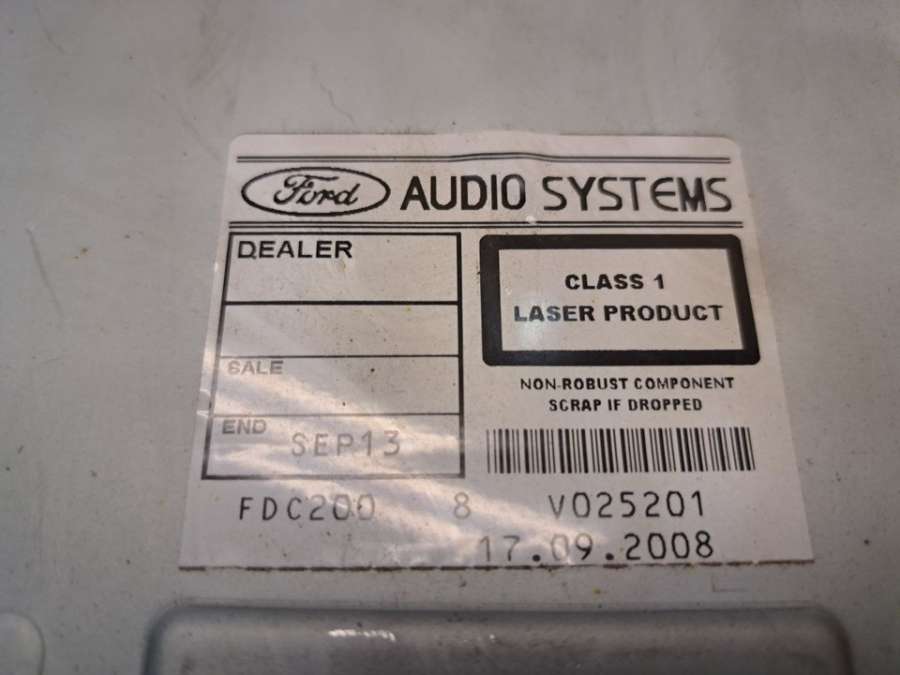 Ford AUDIO SYSTEMS
DEALER
SALE
END SEP13
CLASS 1
LASER PRODUCT
NON-ROBUST COMPONENT
SCRAP IF DROPPED
FDC200 8 V025201
17.09.2008